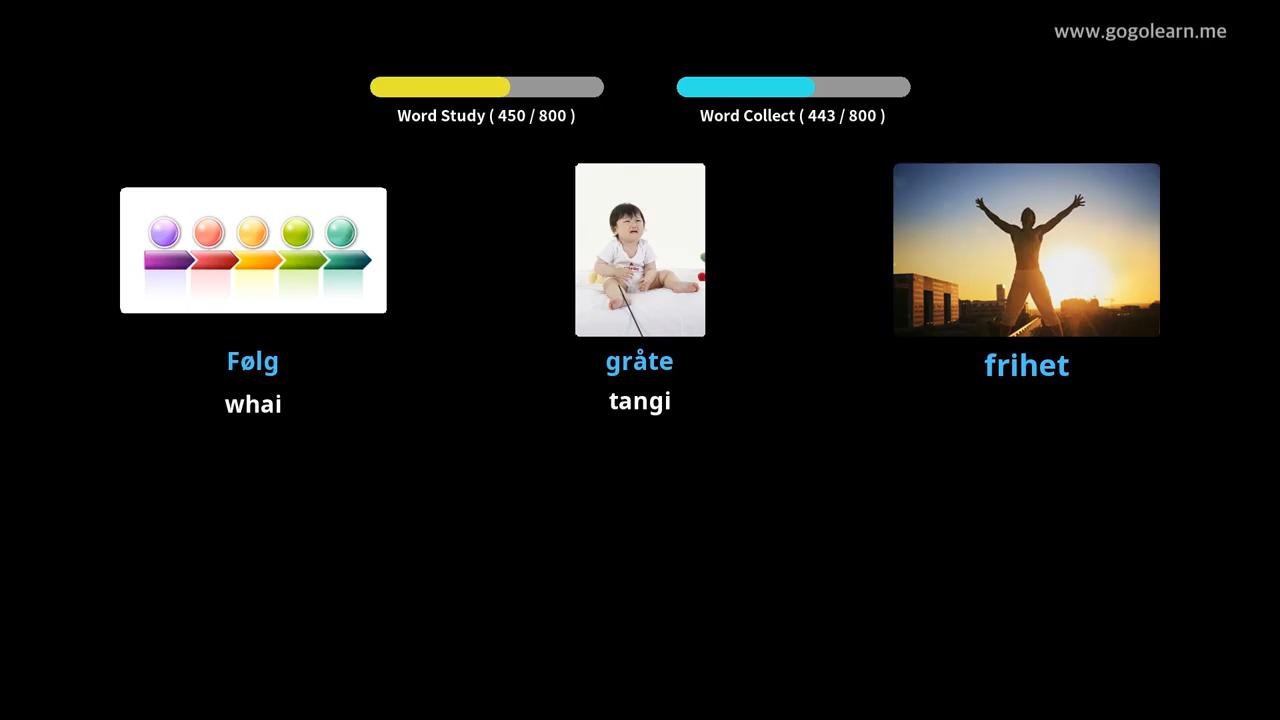 www.gogolearn.me
Word Study ( 450 / 800 )
Word Collect ( 443 / 800 )
Følg
gråte
frihet
whai
tangi